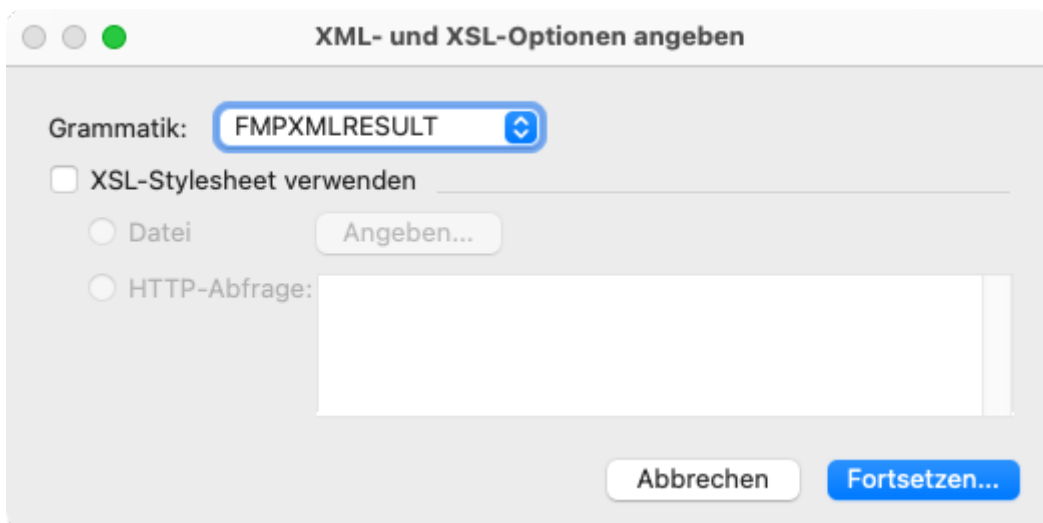 XML- und XSL-Optionen angeben
Grammatik: FMPXMLRESULT
XSL-Stylesheet verwenden
Datei Angeben...
HTTP-Abfrage:
Abbrechen Fortsetzen...